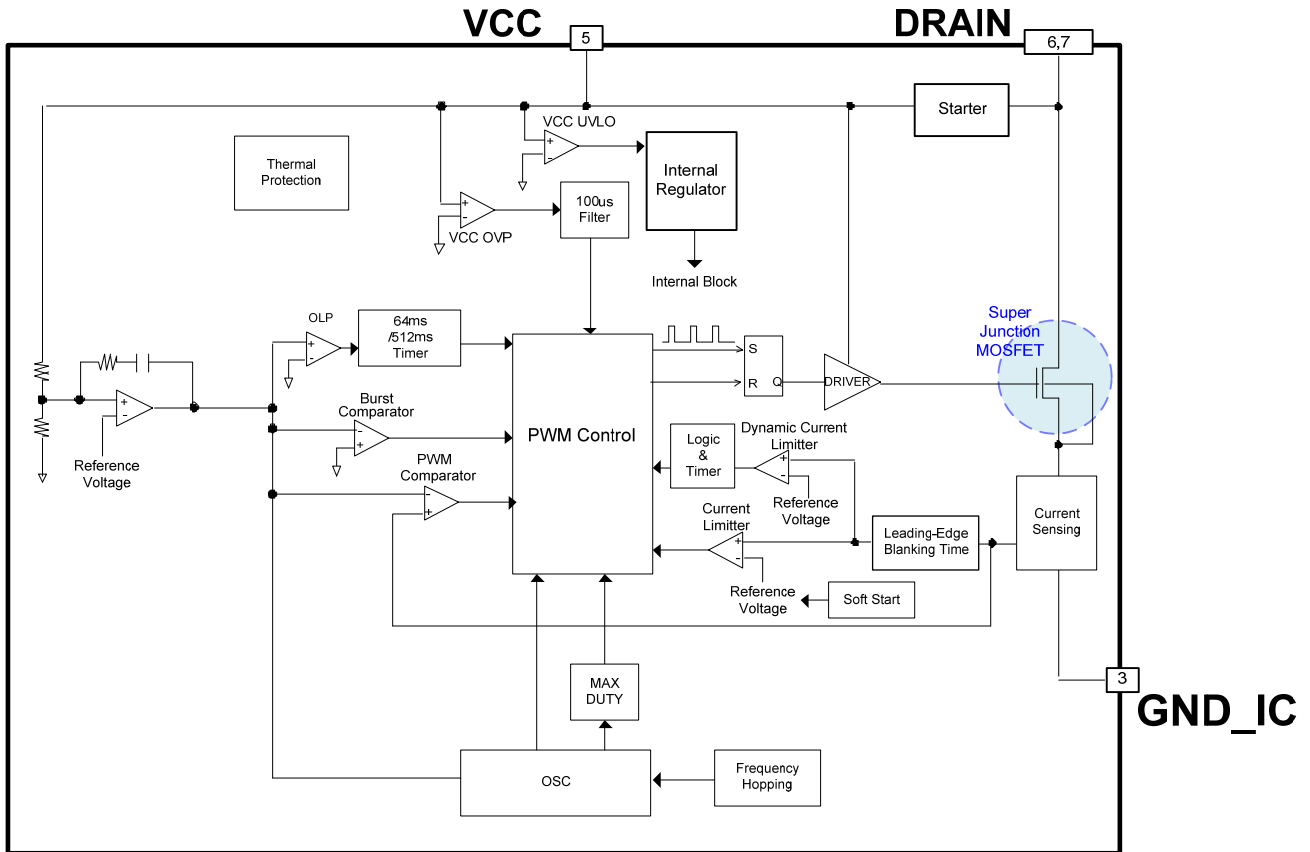 VCC
DRAIN
5
6,7
Starter
VCC UVLO
+
-
Thermal
Protection
Internal
Regulator
100us
Filter
+
-
VCC OVP
Internal Block
OLP
+
-
64ms
/512ms
Timer
Super
Junction
MOSFET
S
R
Q
DRIVER
+
-
Reference
Voltage
Burst
Comparator
-
+
PWM Control
PWM
Comparator
-
+
Logic
&
Timer
Dynamic Current
Limitter
+
-
Reference
Voltage
Current
Limitter
+
-
Reference
Voltage
Leading-Edge
Blanking Time
Current
Sensing
Soft Start
MAX
DUTY
3
GND_IC
OSC
Frequency
Hopping